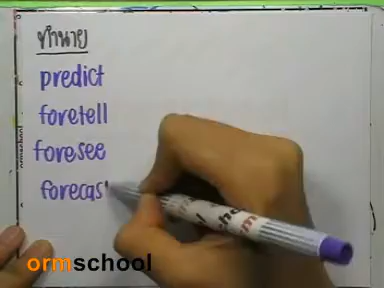 ทำนาย
predict
foretell
foresee
forecas
ormschool